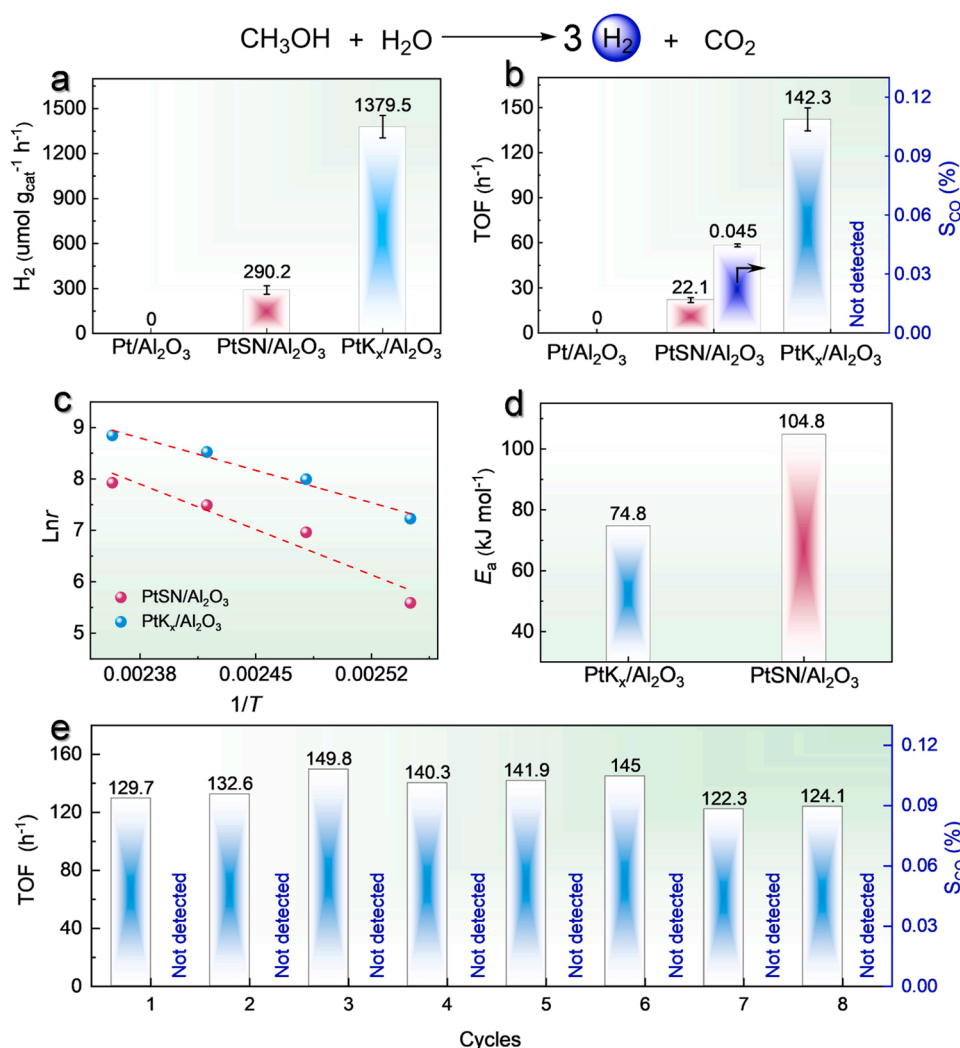 CH₃OH + H₂O → 3 H₂ + CO₂
a
H₂ (umol g_cat⁻¹ h⁻¹)
1500
1200
900
600
300
0
0
290.2
1379.5
Pt/Al₂O₃ PtSN/Al₂O₃ PtKₓ/Al₂O₃
b
TOF (h⁻¹)
150
120
90
60
30
0
0
22.1
0.045
142.3
Not detected
0.12
0.09
0.06
0.03
0.00
S_CO (%)
Pt/Al₂O₃ PtSN/Al₂O₃ PtKₓ/Al₂O₃
c
Lnr
9
8
7
6
5
PtSN/Al₂O₃
PtKₓ/Al₂O₃
0.00238 0.00245 0.00252
1/T
d
Eₐ (kJ mol⁻¹)
100
80
60
40
74.8
104.8
PtKₓ/Al₂O₃ PtSN/Al₂O₃
e
TOF (h⁻¹)
160
120
80
40
0
129.7 132.6 149.8 140.3 141.9 145 122.3 124.1
Not detected Not detected Not detected Not detected Not detected Not detected Not detected Not detected
0.12
0.09
0.06
0.03
0.00
S_CO (%)
1 2 3 4 5 6 7 8
Cycles